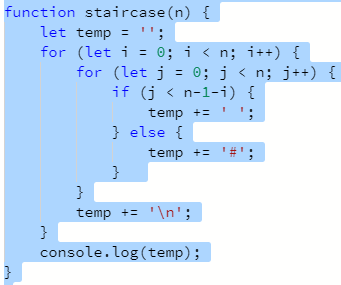 function staircase(n) {
    let temp = '';
    for (let i = 0; i < n; i++) {
        for (let j = 0; j < n; j++) {
            if (j < n-1-i) {
                temp += ' ';
            } else {
                temp += '#';
            }
        }
        temp += '\n';
    }
    console.log(temp);
}